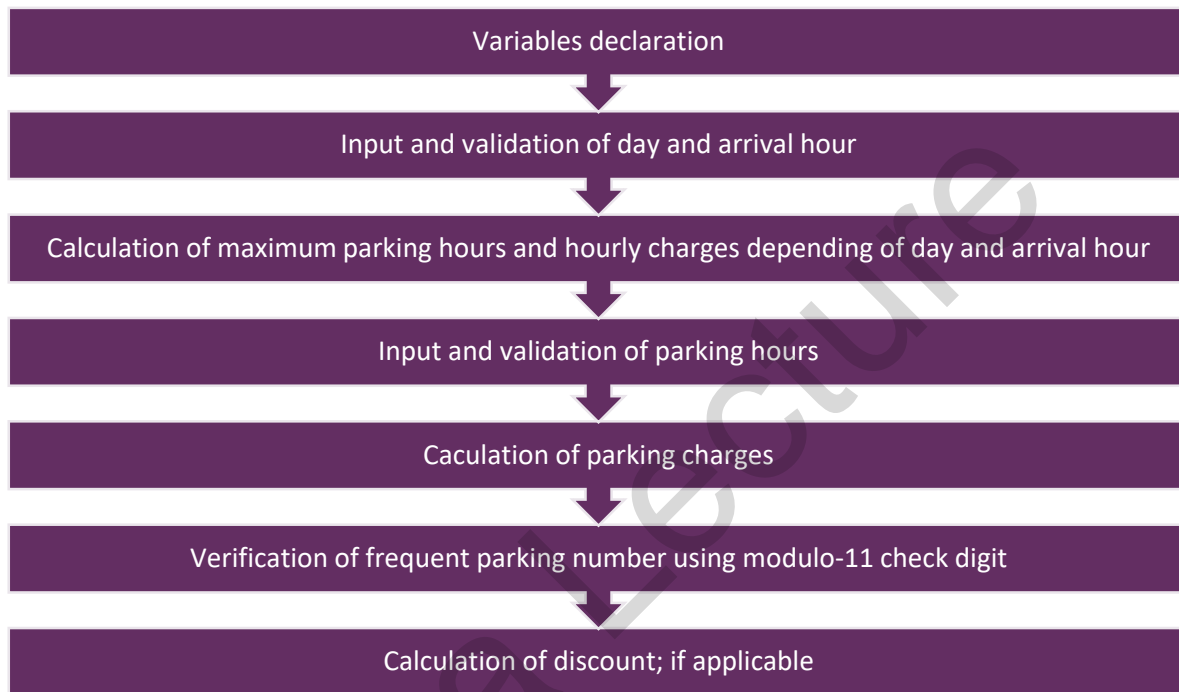 Variables declaration
Input and validation of day and arrival hour
Calculation of maximum parking hours and hourly charges depending of day and arrival hour
Input and validation of parking hours
Caculation of parking charges
Verification of frequent parking number using modulo-11 check digit
Calculation of discount; if applicable
Lecture